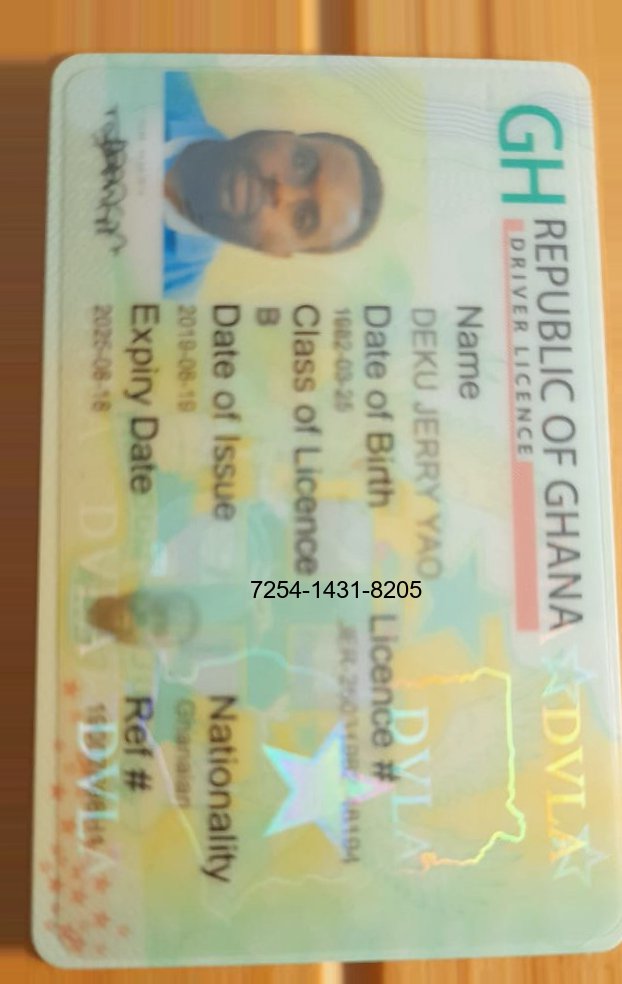 GH REPUBLIC OF GHANA
DRIVER LICENCE
Name
DEKU JERRY YAO
Date of Birth
1982-03-25
Licence #
Class of Licence
B
Date of Issue
2019-06-19
Nationality
Ghanaian
Expiry Date
2025-06-18
Ref #
DVLA
DVLA
DVLA
DVLA
7254-1431-8205